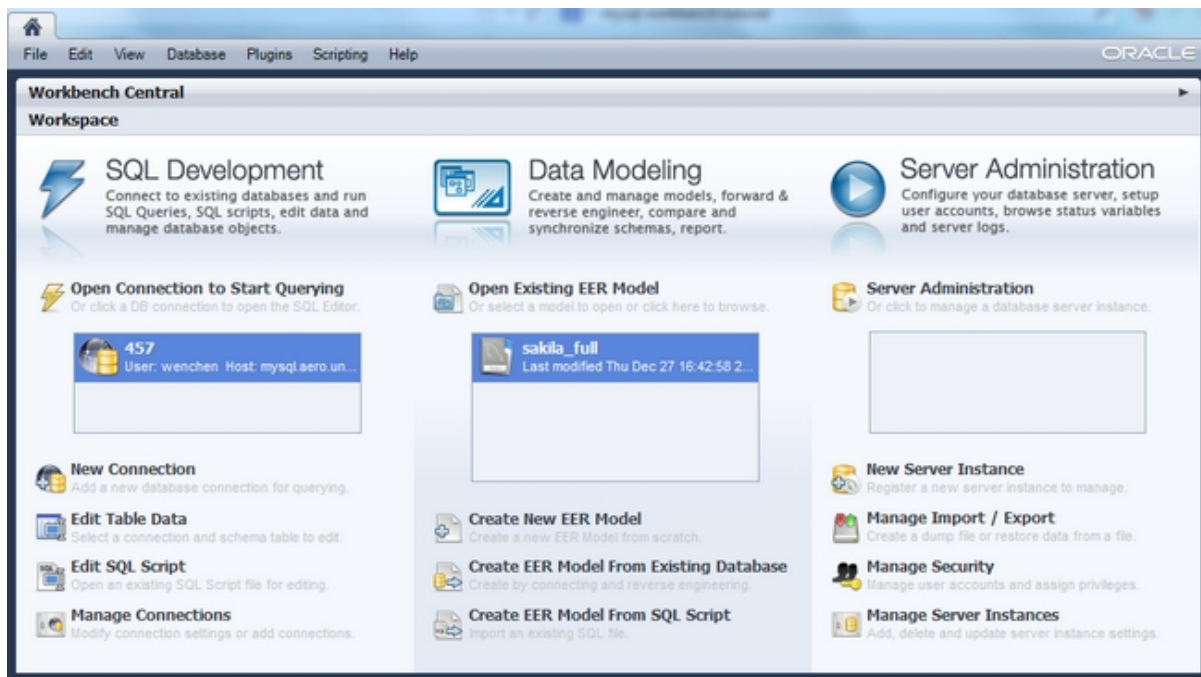 File Edit View Database Plugins Scripting Help
ORACLE
Workbench Central
Workspace
SQL Development
Connect to existing databases and run
SQL Queries, SQL scripts, edit data and
manage database objects.
Open Connection to Start Querying
Or click a DB connection to open the SQL Editor.
457
User: wenchen Host: mysql.aero.un...
New Connection
Add a new database connection for querying.
Edit Table Data
Select a connection and schema table to edit.
Edit SQL Script
Open an existing SQL Script file for editing.
Manage Connections
Modify connection settings or add connections.
Data Modeling
Create and manage models, forward &
reverse engineer, compare and
synchronize schemas, report.
Open Existing EER Model
Or select a model to open or click here to browse.
sakila_full
Last modified Thu Dec 27 16:42:58 2...
Create New EER Model
Create a new EER Model from scratch.
Create EER Model From Existing Database
Create by connecting and reverse engineering.
Create EER Model From SQL Script
Import an existing SQL file.
Server Administration
Configure your database server, setup
user accounts, browse status variables
and server logs.
Server Administration
Or click to manage a database server instance.
New Server Instance
Register a new server instance to manage.
Manage Import / Export
Create a dump file or restore data from a file.
Manage Security
Manage user accounts and assign privileges.
Manage Server Instances
Add, delete and update server instance settings.